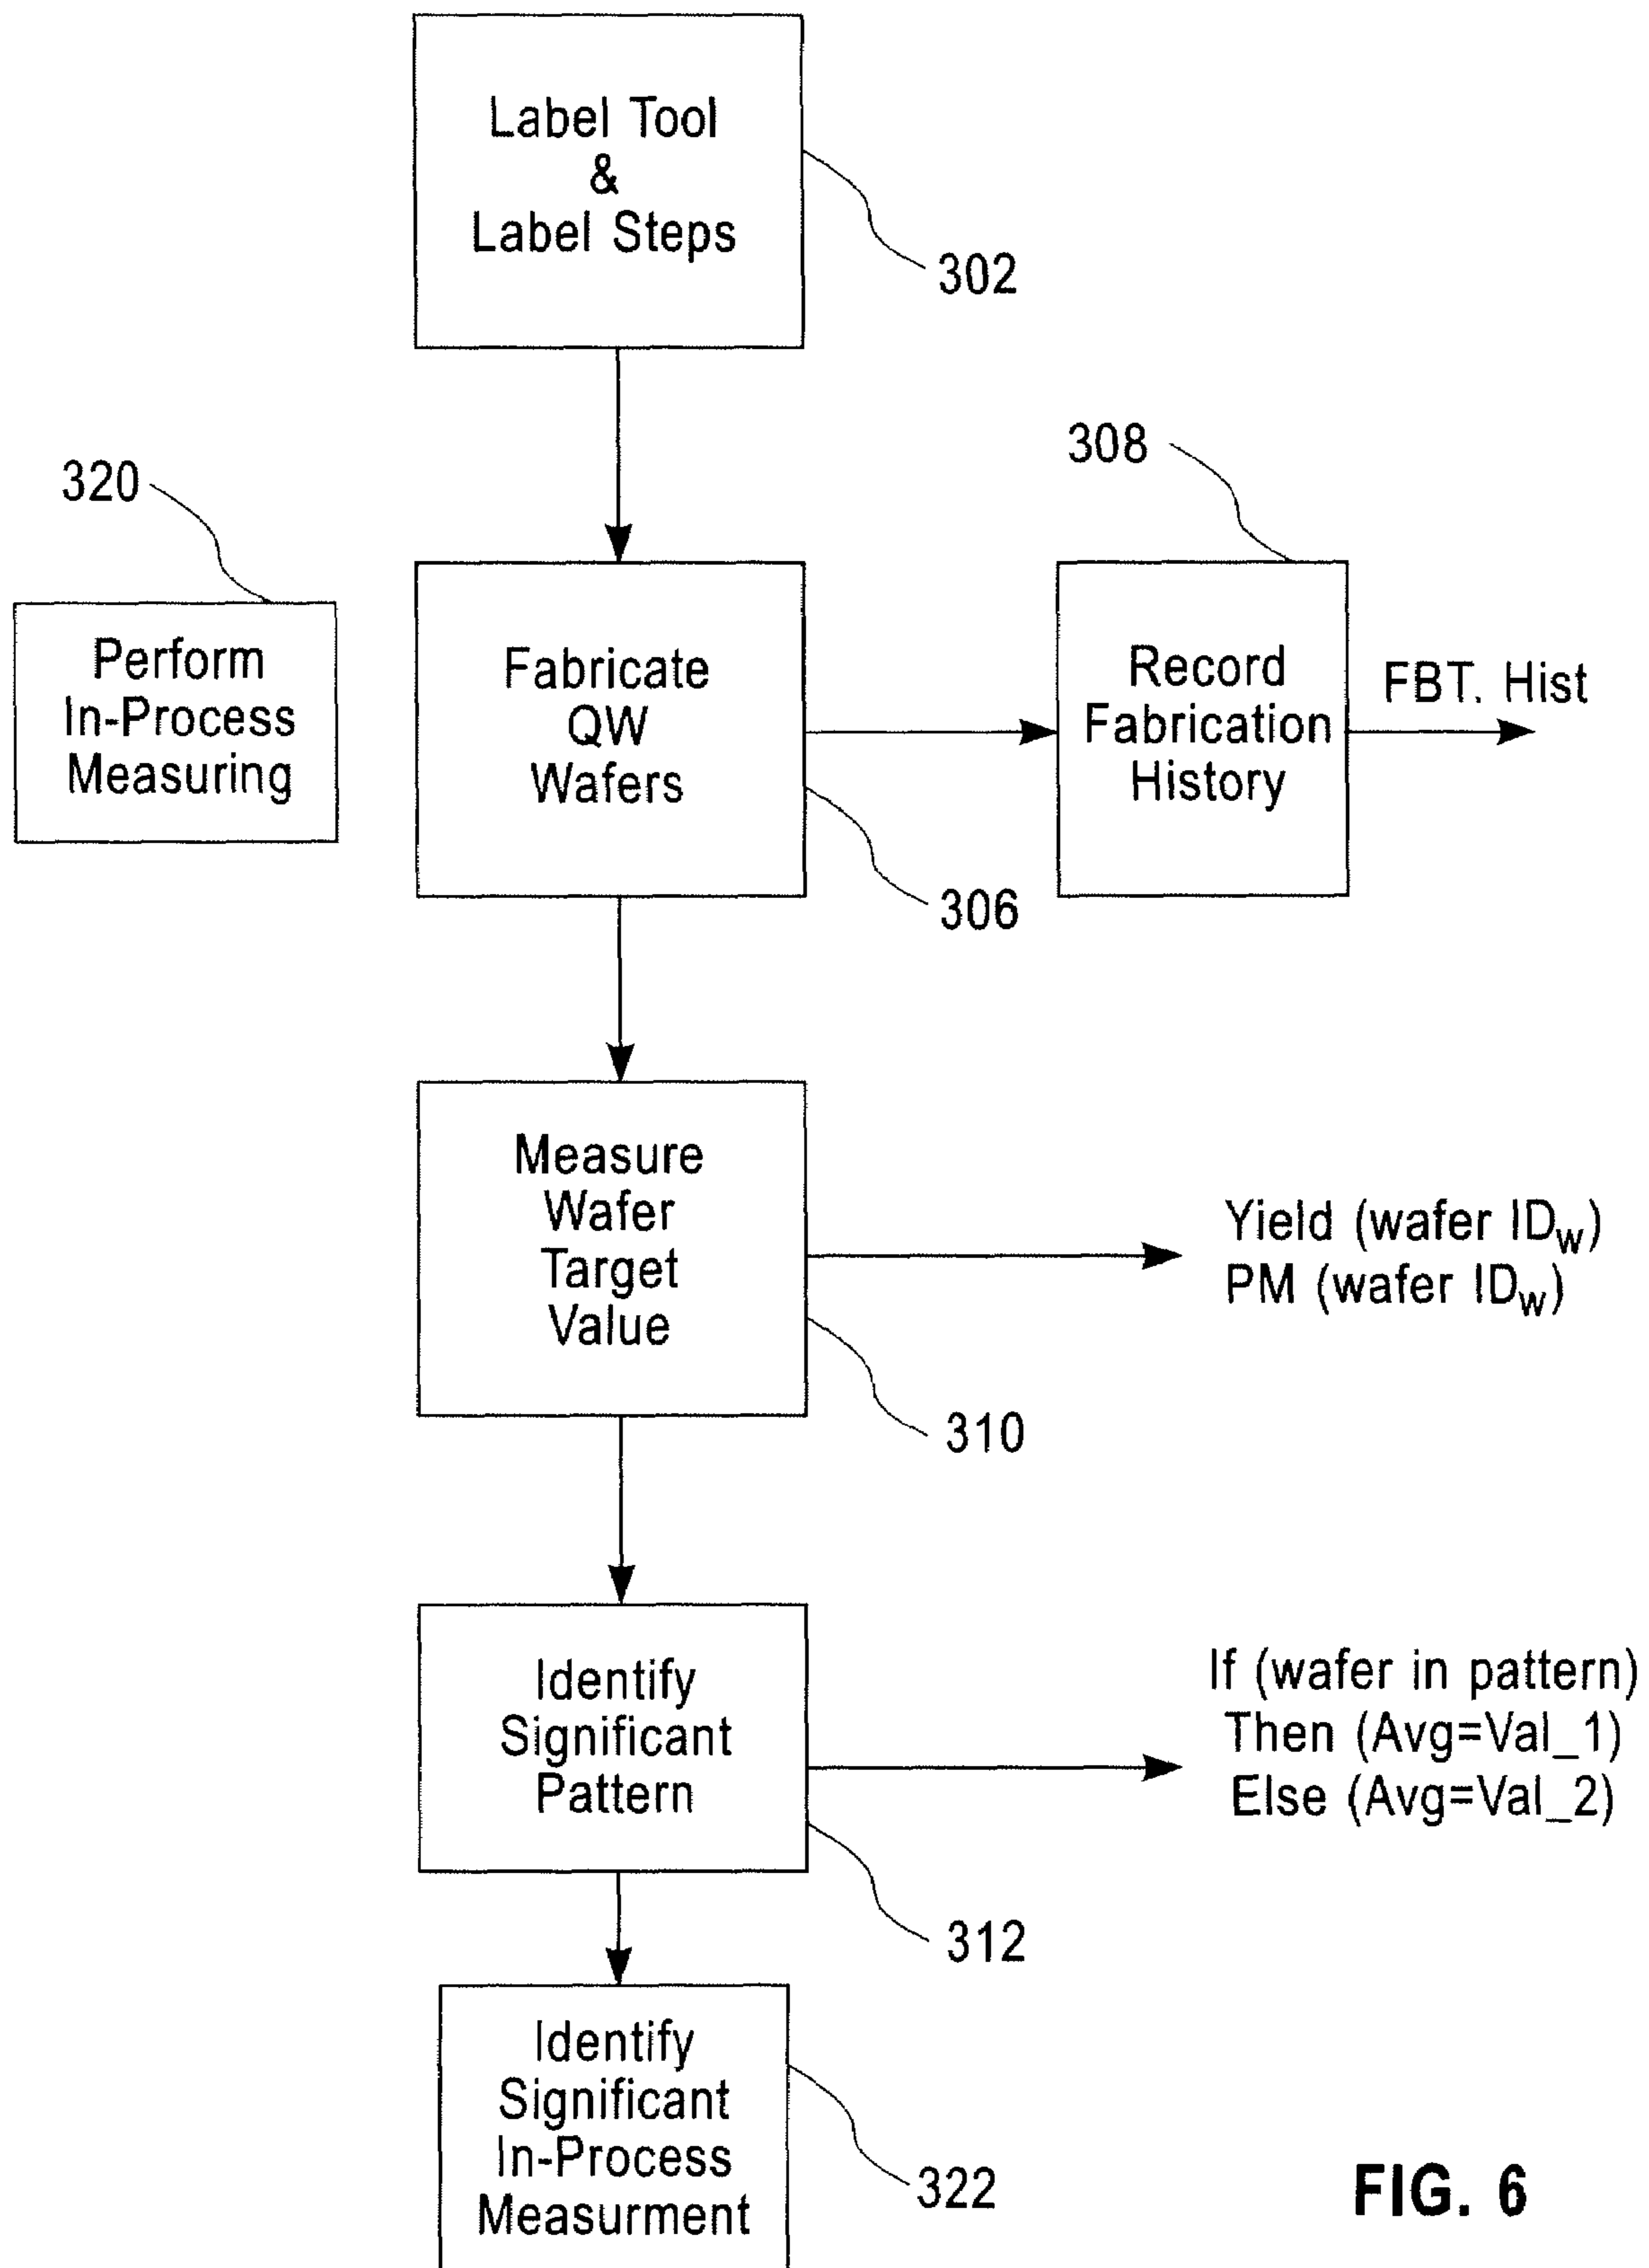 Label Tool
&
Label Steps
302
320
308
Perform
In-Process
Measuring
Fabricate
QW
Wafers
306
Record
Fabrication
History
FBT. Hist
Measure
Wafer
Target
Value
310
Yield (wafer IDw)
PM (wafer IDw)
Identify
Significant
Pattern
312
If (wafer in pattern)
Then (Avg=Val_1)
Else (Avg=Val_2)
Identify
Significant
In-Process
Measurment
322
FIG. 6